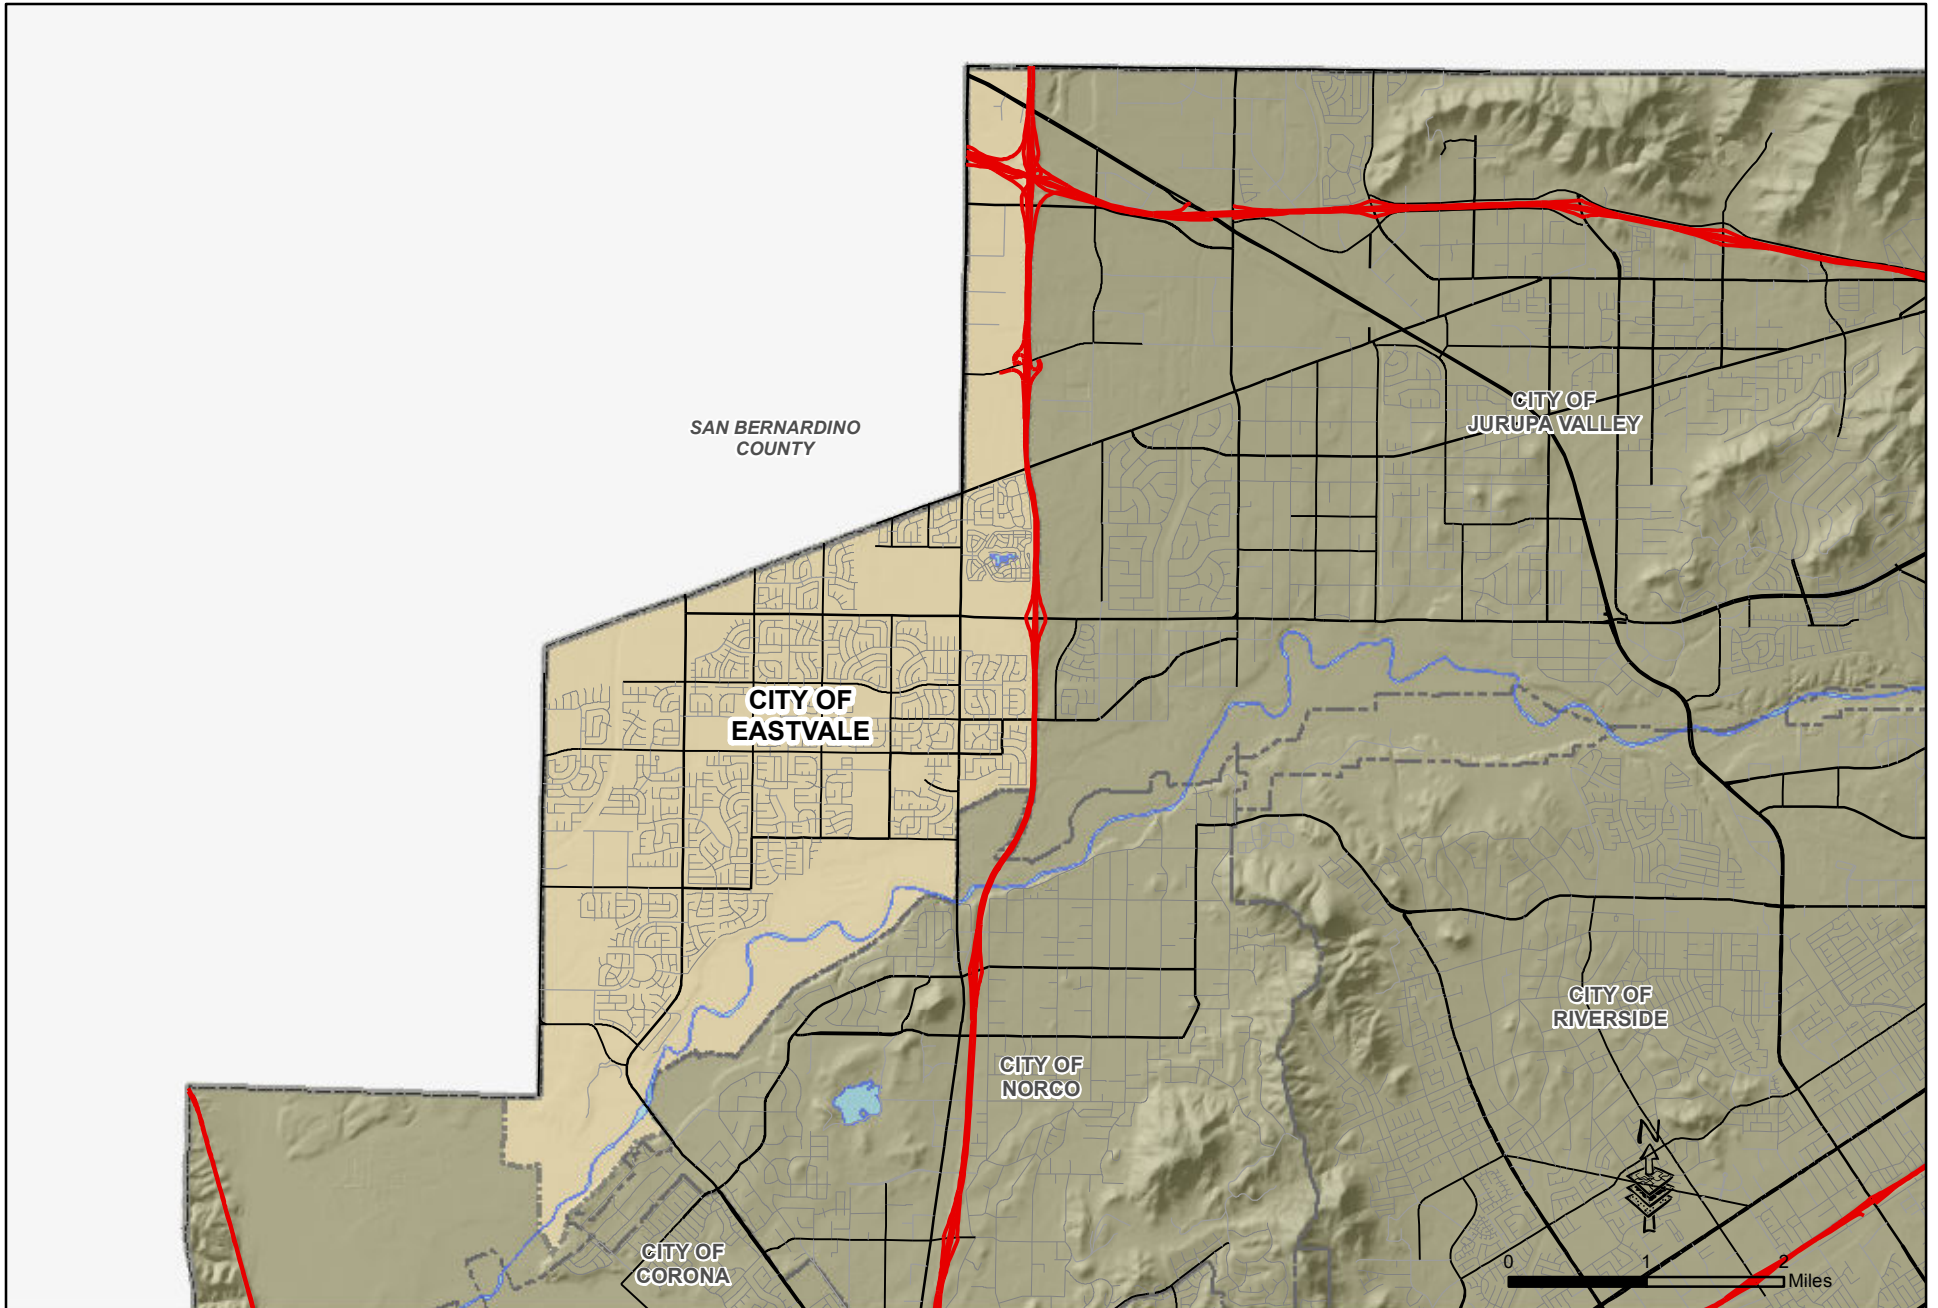 CITY OF
JURUPA VALLEY
SAN BERNARDINO
COUNTY
CITY OF
EASTVALE
CITY OF
RIVERSIDE
CITY OF
NORCO
N
CITY OF
CORONA
0 1 2
Miles